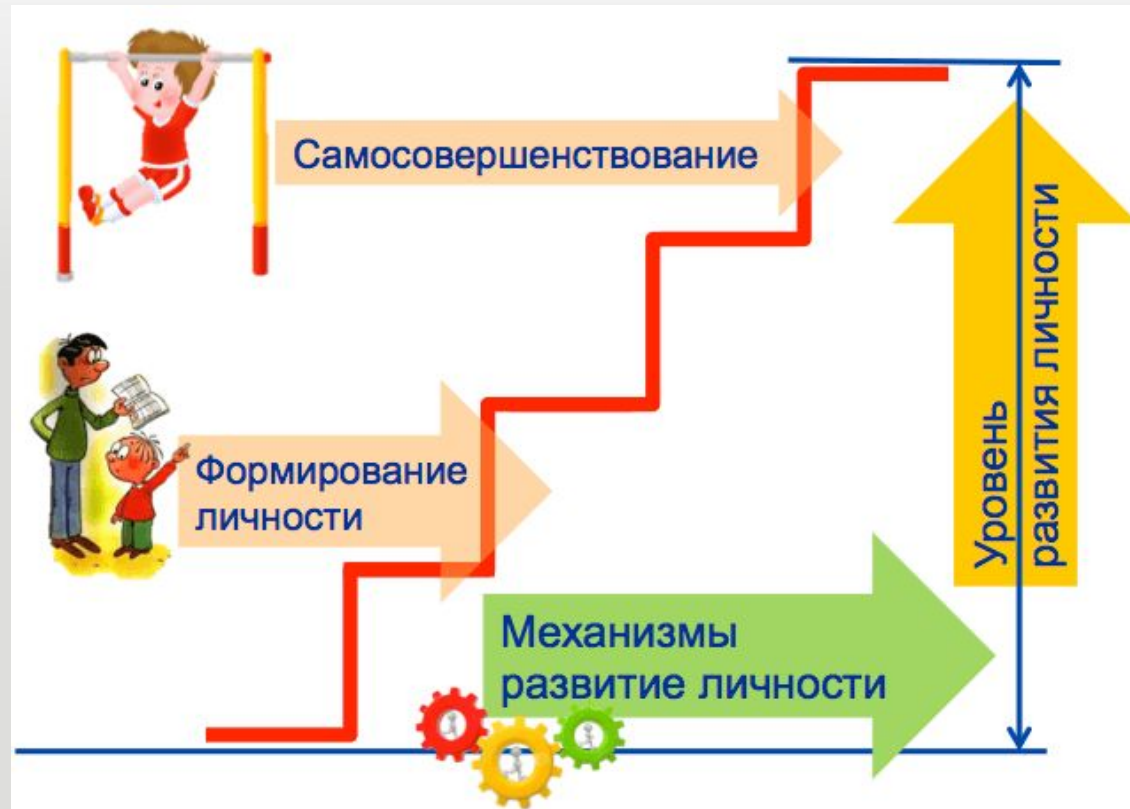 Самосовершенствование
Формирование
личности
Механизмы
развитие личности
Уровень
развития личности